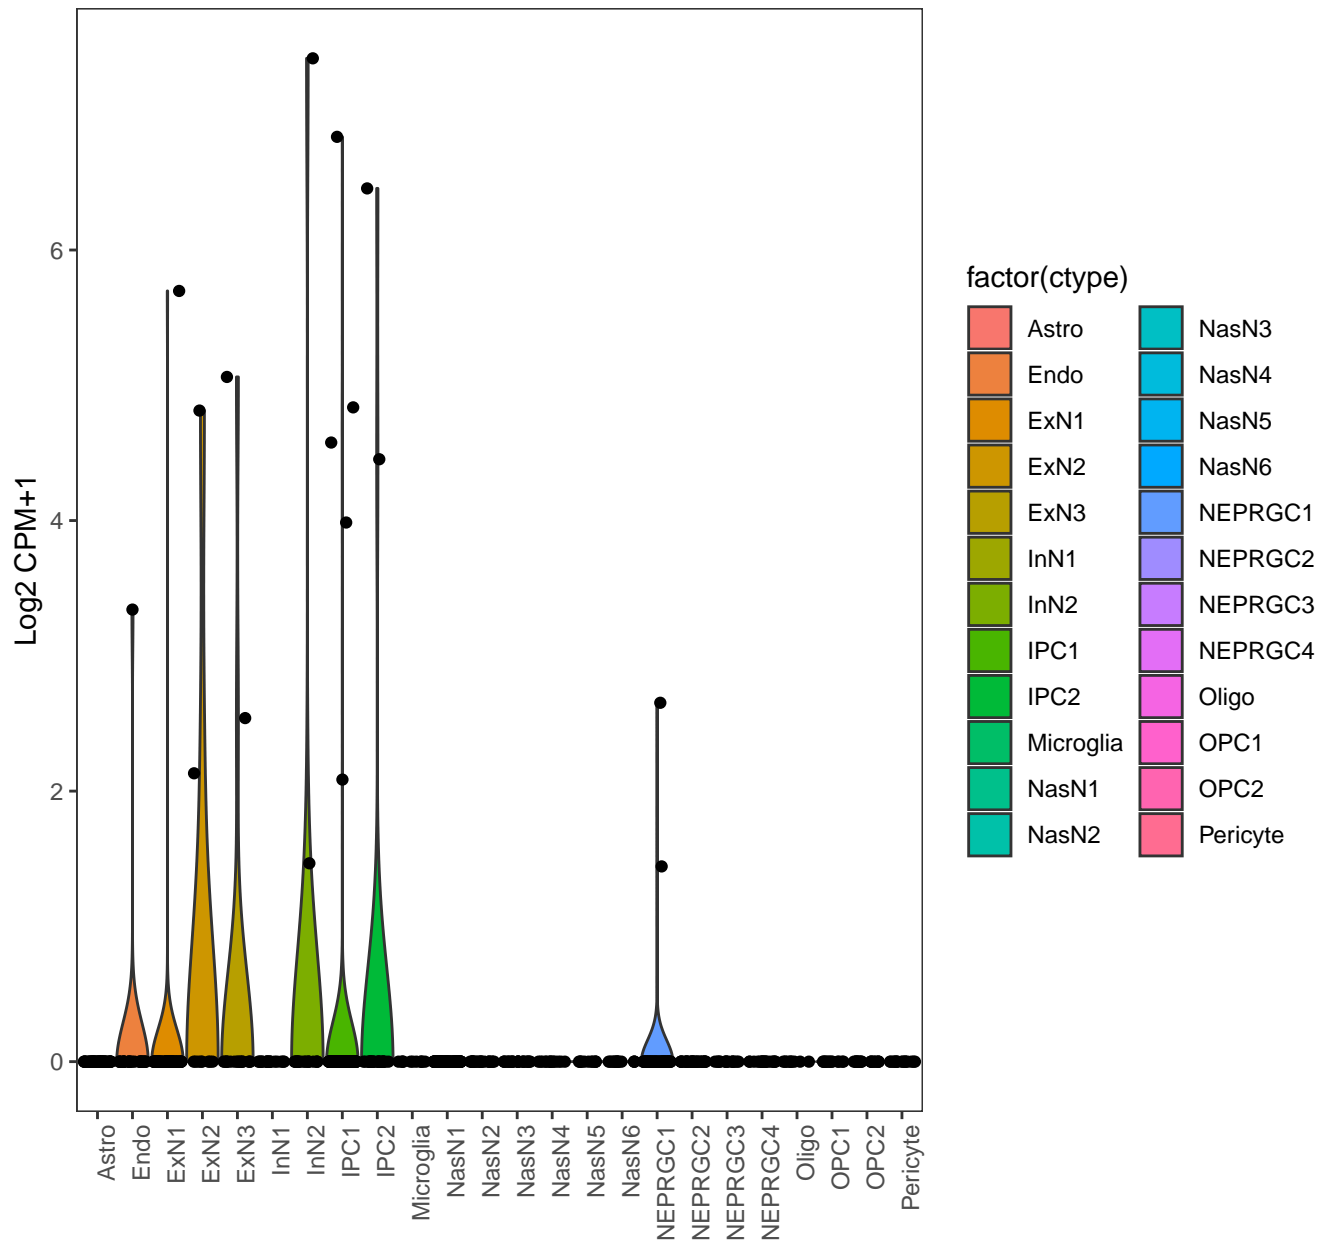 Log2 CPM+1
6
4
2
0
Astro
Endo
ExN1
ExN2
ExN3
InN1
InN2
IPC1
IPC2
Microglia
NasN1
NasN2
NasN3
NasN4
NasN5
NasN6
NEPRGC1
NEPRGC2
NEPRGC3
NEPRGC4
Oligo
OPC1
OPC2
Pericyte
factor(ctype)
Astro
Endo
ExN1
ExN2
ExN3
InN1
InN2
IPC1
IPC2
Microglia
NasN1
NasN2
NasN3
NasN4
NasN5
NasN6
NEPRGC1
NEPRGC2
NEPRGC3
NEPRGC4
Oligo
OPC1
OPC2
Pericyte